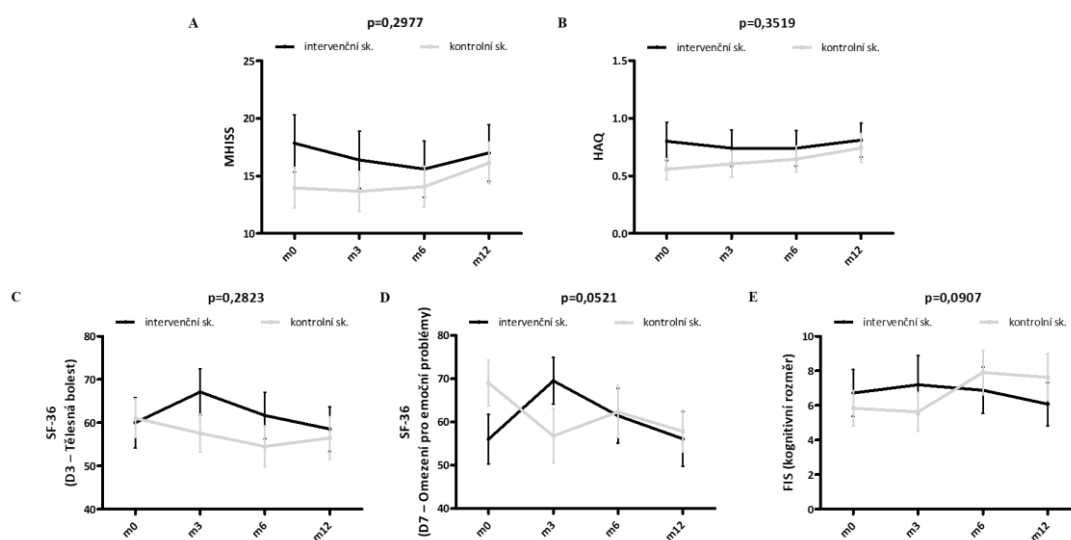 A
p=0,2977
intervenční sk.
kontrolní sk.
MHISS
25
20
15
10
m0
m3
m6
m12
B
p=0,3519
intervenční sk.
kontrolní sk.
HAQ
1.5
1.0
0.5
0.0
m0
m3
m6
m12
C
p=0,2823
intervenční sk.
kontrolní sk.
SF-36
(D3 – Tělesná bolest)
80
70
60
50
40
m0
m3
m6
m12
D
p=0,0521
intervenční sk.
kontrolní sk.
SF-36
(D7 – Omezení pro emoční problémy)
80
70
60
50
40
m0
m3
m6
m12
E
p=0,0907
intervenční sk.
kontrolní sk.
FIS (kognitivní rozměr)
10
8
6
4
2
0
m0
m3
m6
m12